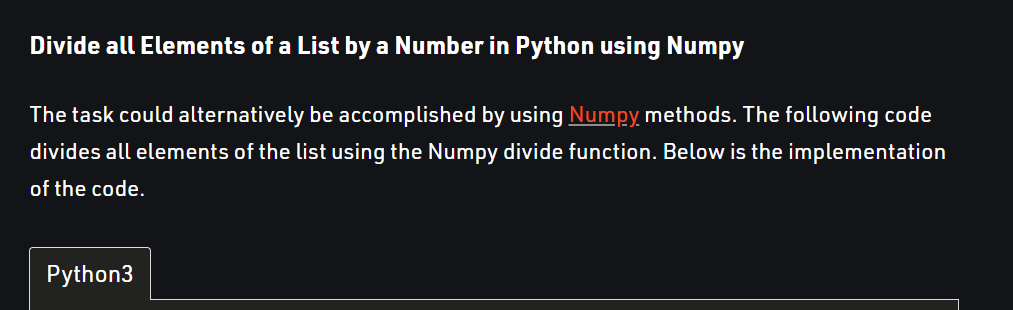 Divide all Elements of a List by a Number in Python using Numpy
The task could alternatively be accomplished by using Numpy methods. The following code
divides all elements of the list using the Numpy divide function. Below is the implementation
of the code.
Python3